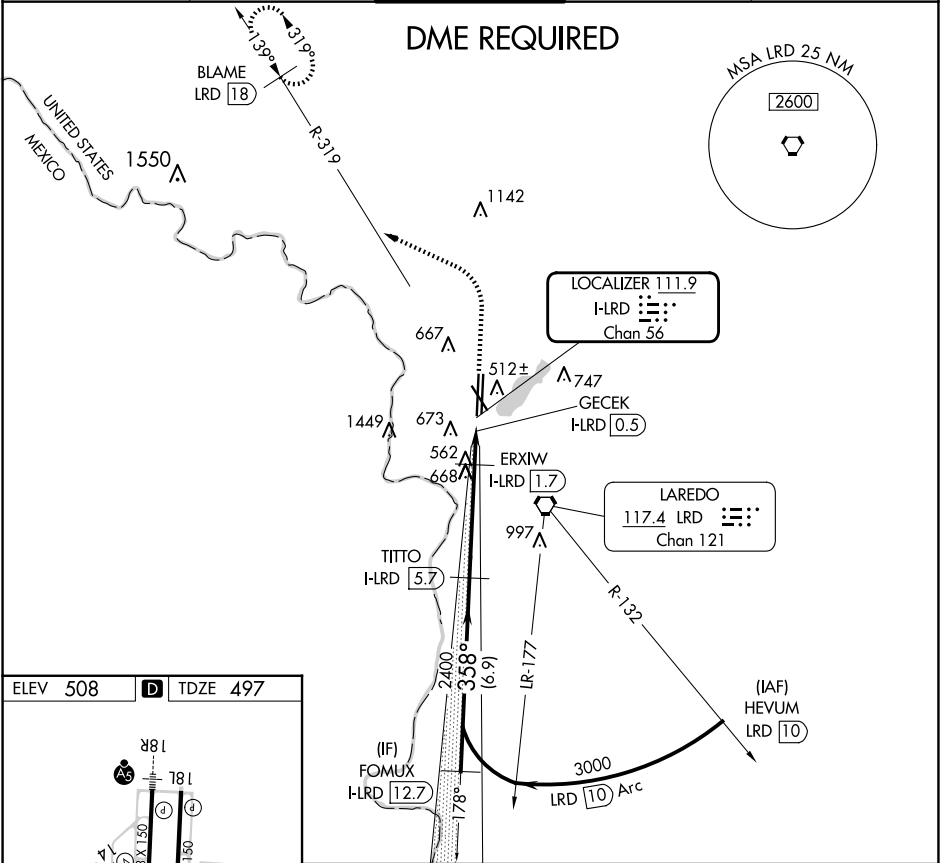 DME REQUIRED
319°
139°
BLAME
LRD 18
MSA LRD 25 NM
2600
UNITED STATES
MEXICO
R-319
1550
1142
LOCALIZER 111.9
I-LRD
Chan 56
667
512±
747
GECEK
I-LRD 0.5
1449
673
562
668
ERXIW
I-LRD 1.7
LAREDO
117.4 LRD
Chan 121
997
TITTO
I-LRD 5.7
R-132
2400
358°
(6.9)
LR-177
(IAF)
HEVUM
LRD 10
3000
LRD 10 Arc
(IF)
FOMUX
I-LRD 12.7
178°
ELEV 508 D TDZE 497
18R
18L
A5
P
P
X 150
150
14